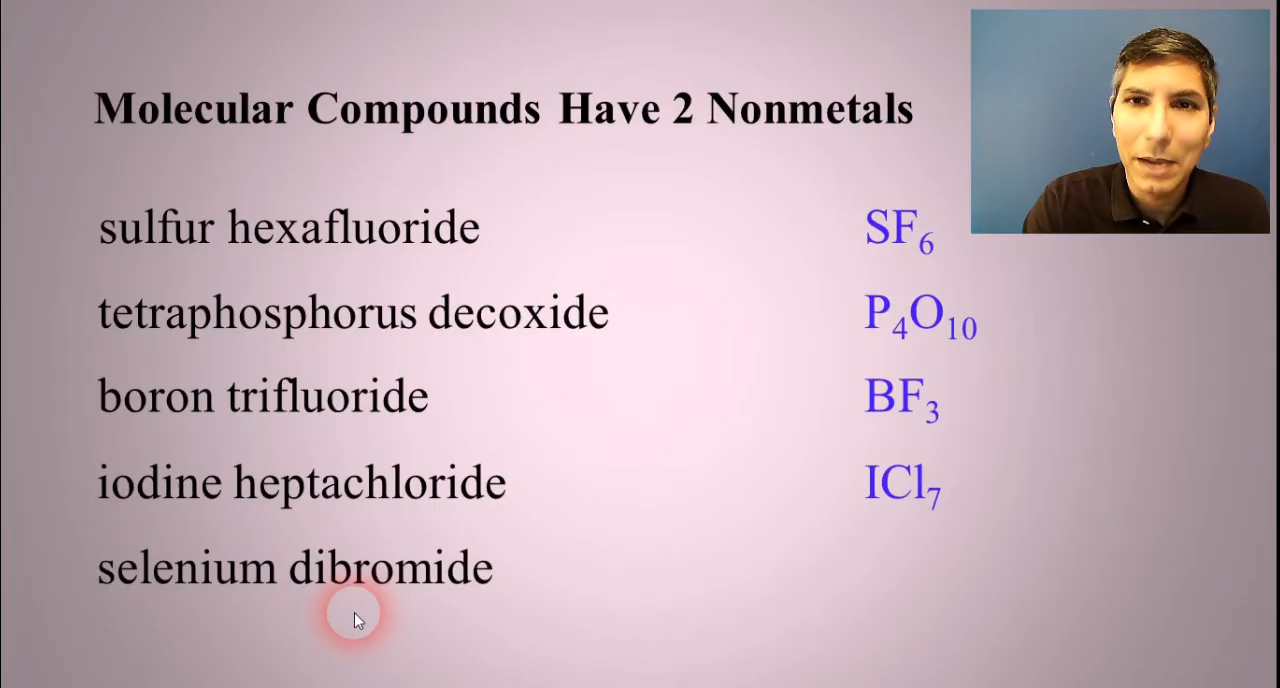 Molecular Compounds Have 2 Nonmetals
sulfur hexafluoride SF₆
tetraphosphorus decoxide P₄O₁₀
boron trifluoride BF₃
iodine heptachloride ICl₇
selenium dibromide